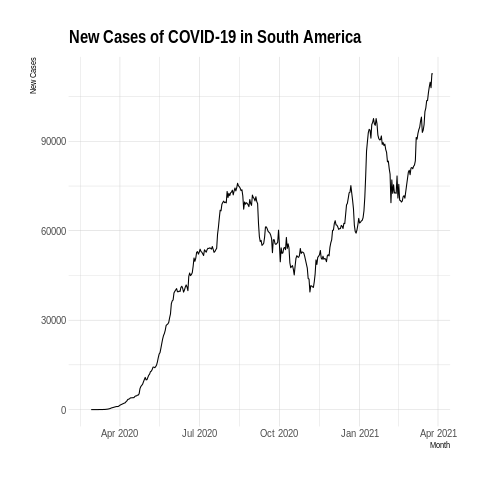 New Cases of COVID-19 in South America
New Cases
90000
60000
30000
0
Apr 2020 Jul 2020 Oct 2020 Jan 2021 Apr 2021
Month